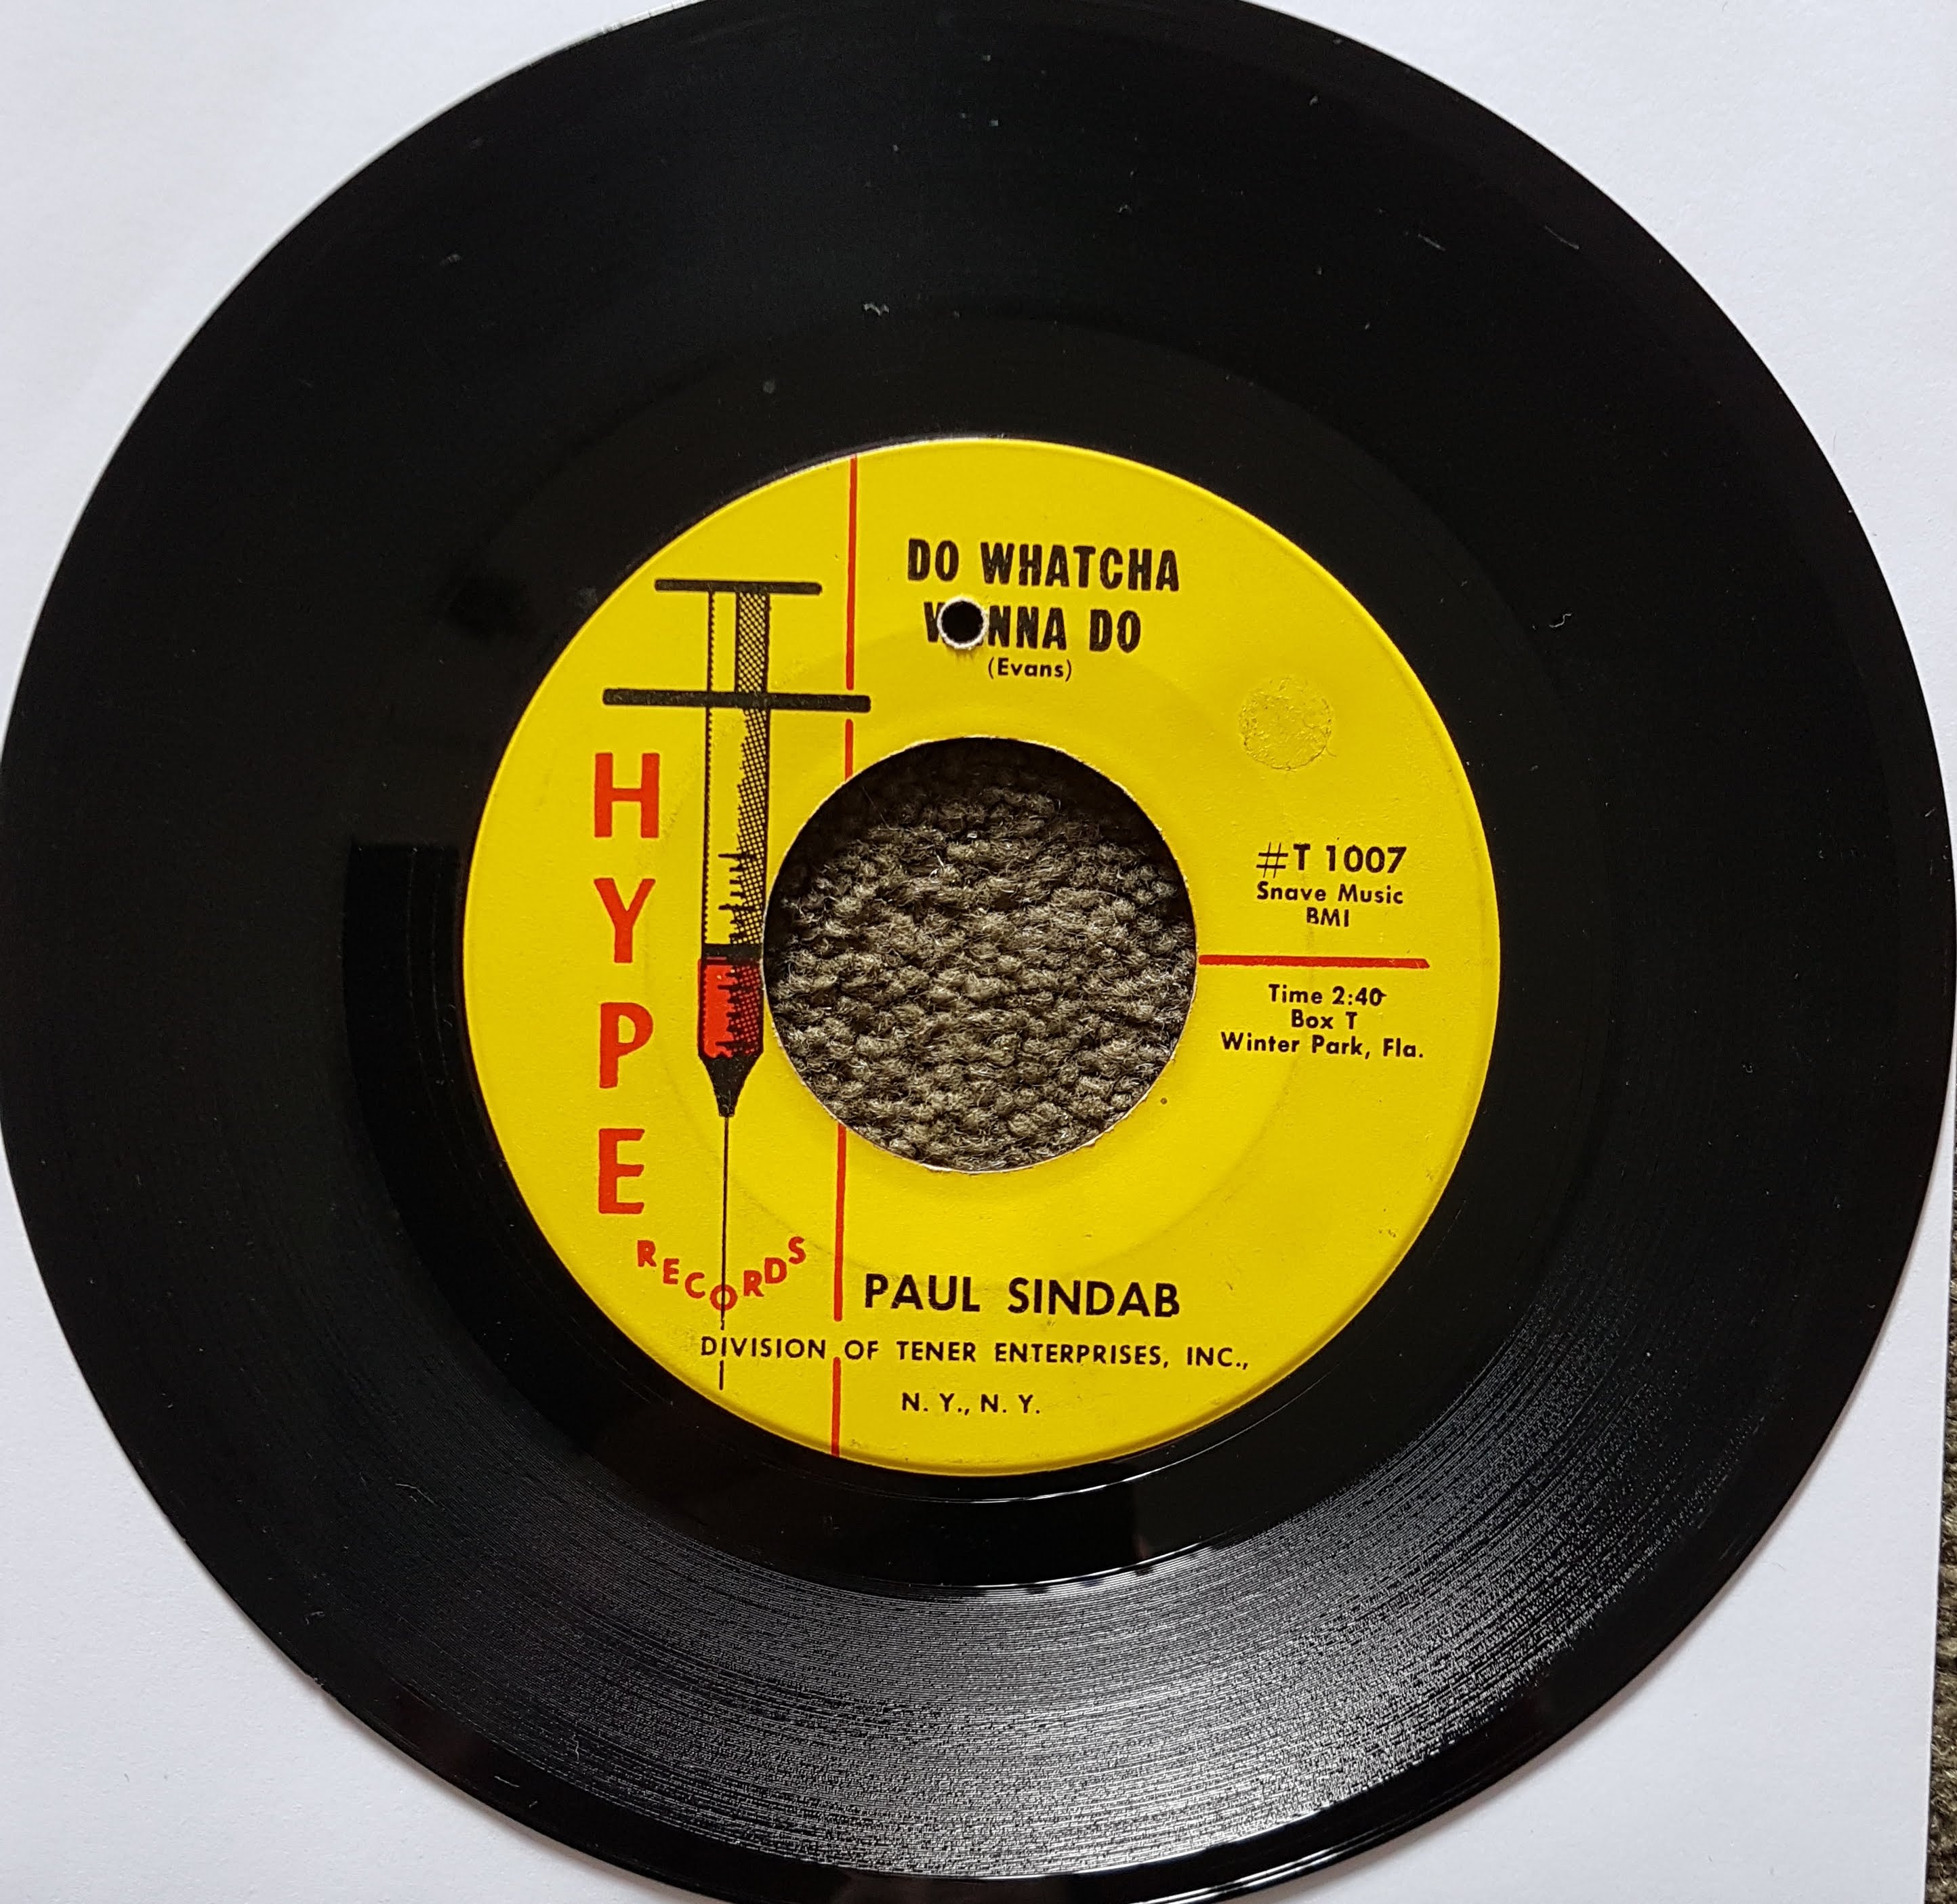 DO WHATCHA
NNA DO
(Evans)
HYPE
RECORDS
#T 1007
Snave Music
BMI
Time 2:40
Box T
Winter Park, Fla.
PAUL SINDAB
DIVISION OF TENER ENTERPRISES, INC.,
N. Y., N. Y.